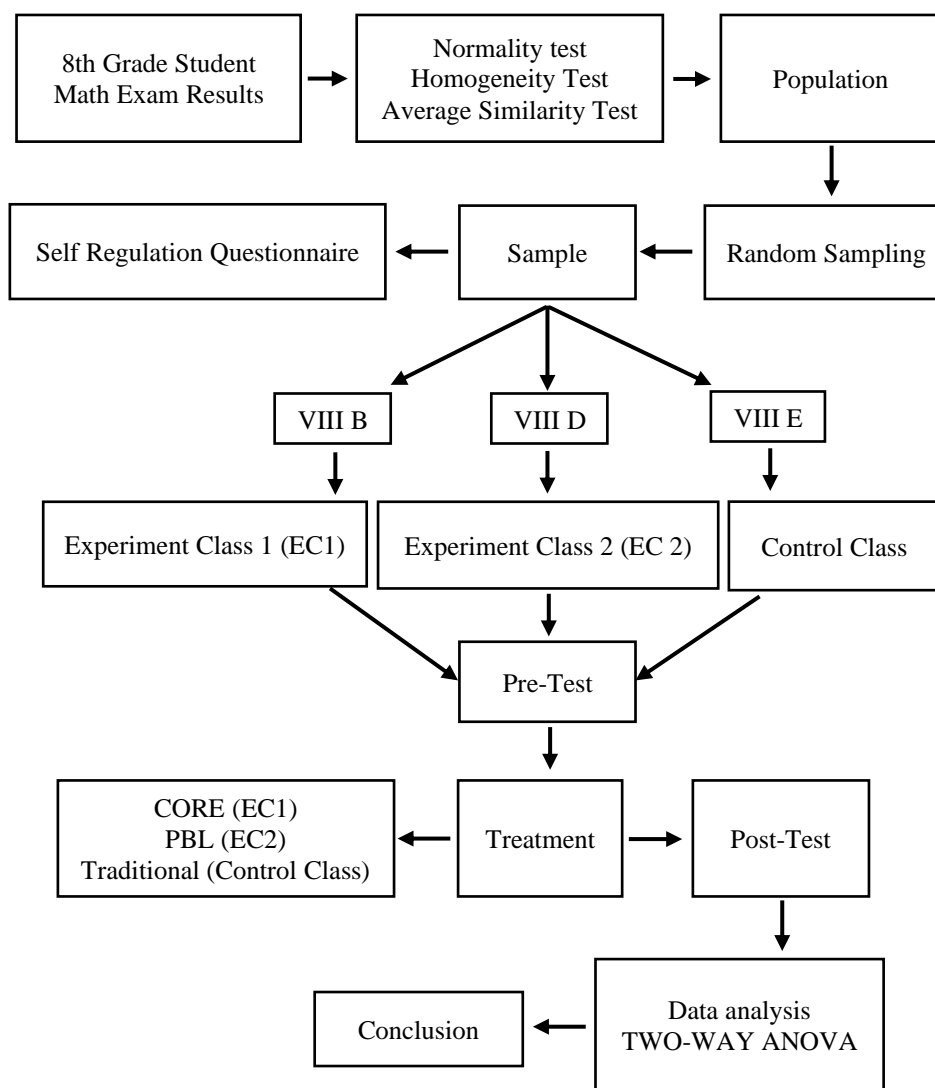 8th Grade Student
Math Exam Results
Normality test
Homogeneity Test
Average Similarity Test
Population
Self Regulation Questionnaire
Sample
Random Sampling
VIII B
VIII D
VIII E
Experiment Class 1 (EC1)
Experiment Class 2 (EC 2)
Control Class
Pre-Test
CORE (EC1)
PBL (EC2)
Traditional (Control Class)
Treatment
Post-Test
Conclusion
Data analysis
TWO-WAY ANOVA